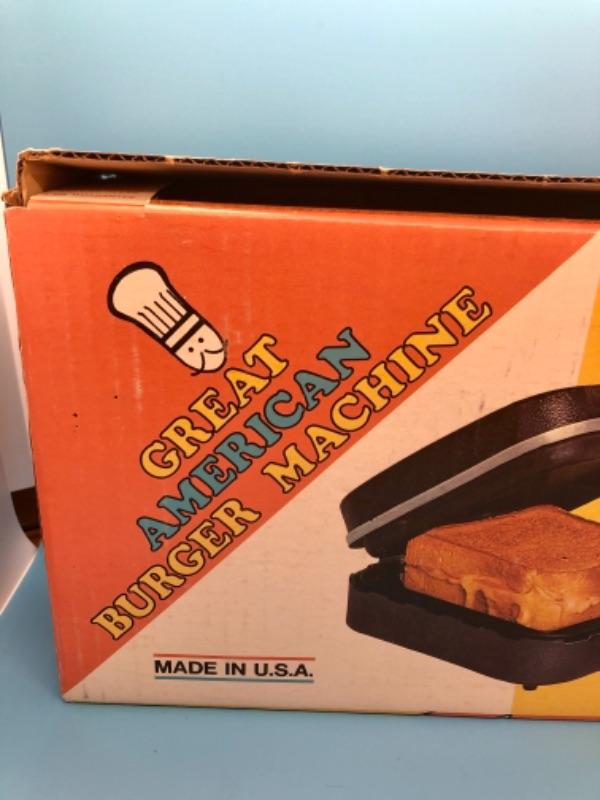 GREAT
AMERICAN
BURGER MACHINE
MADE IN U.S.A.